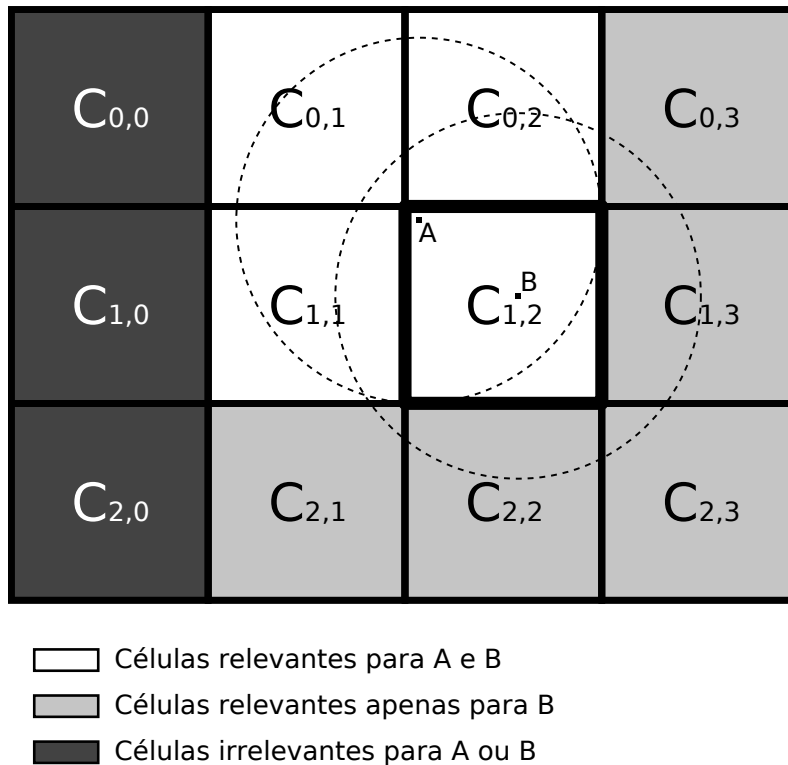 C0,0 C0,1 C0,2 C0,3
A
B
C1,0 C1,1 C1,2 C1,3
C2,0 C2,1 C2,2 C2,3
Células relevantes para A e B
Células relevantes apenas para B
Células irrelevantes para A ou B